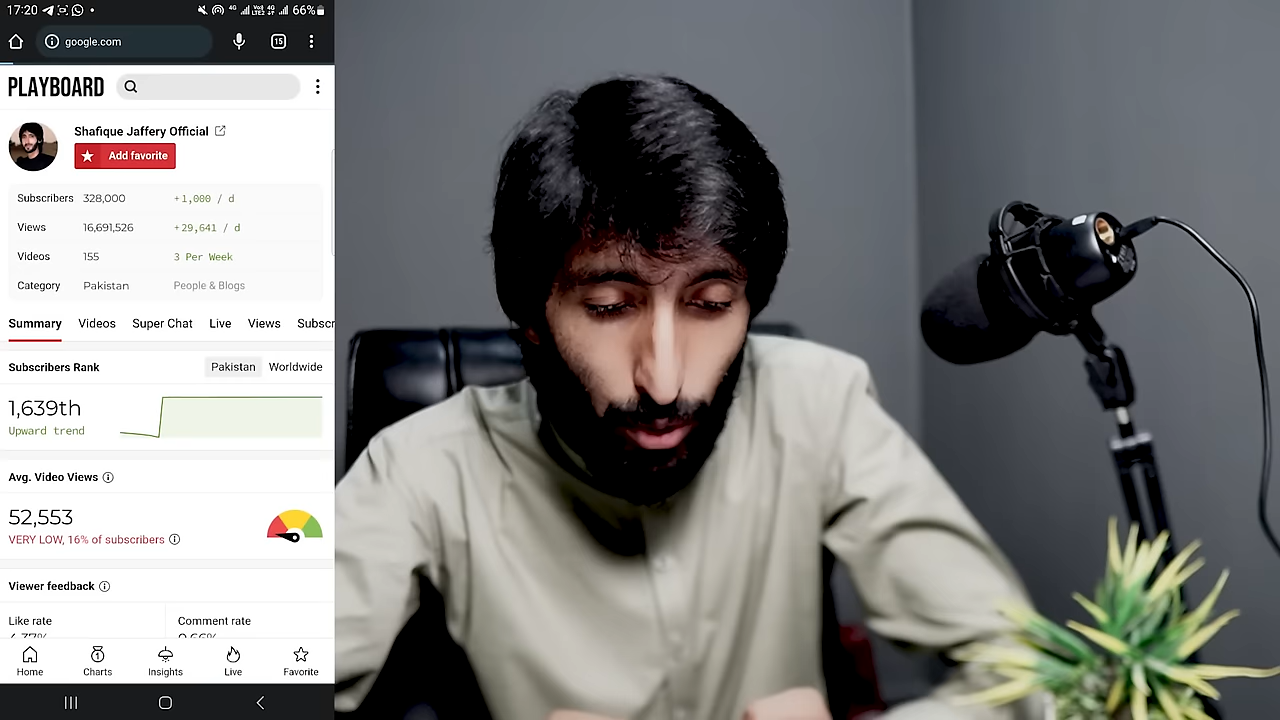 17:20 66%
google.com 15
PLAYBOARD
Shafique Jaffery Official
Add favorite
Subscribers 328,000 +1,000 / d
Views 16,691,526 +29,641 / d
Videos 155 3 Per Week
Category Pakistan People & Blogs
Summary Videos Super Chat Live Views Subscr
Subscribers Rank Pakistan Worldwide
1,639th
Upward trend
Avg. Video Views
52,553
VERY LOW, 16% of subscribers
Viewer feedback
Like rate Comment rate
Home Charts Insights Live Favorite